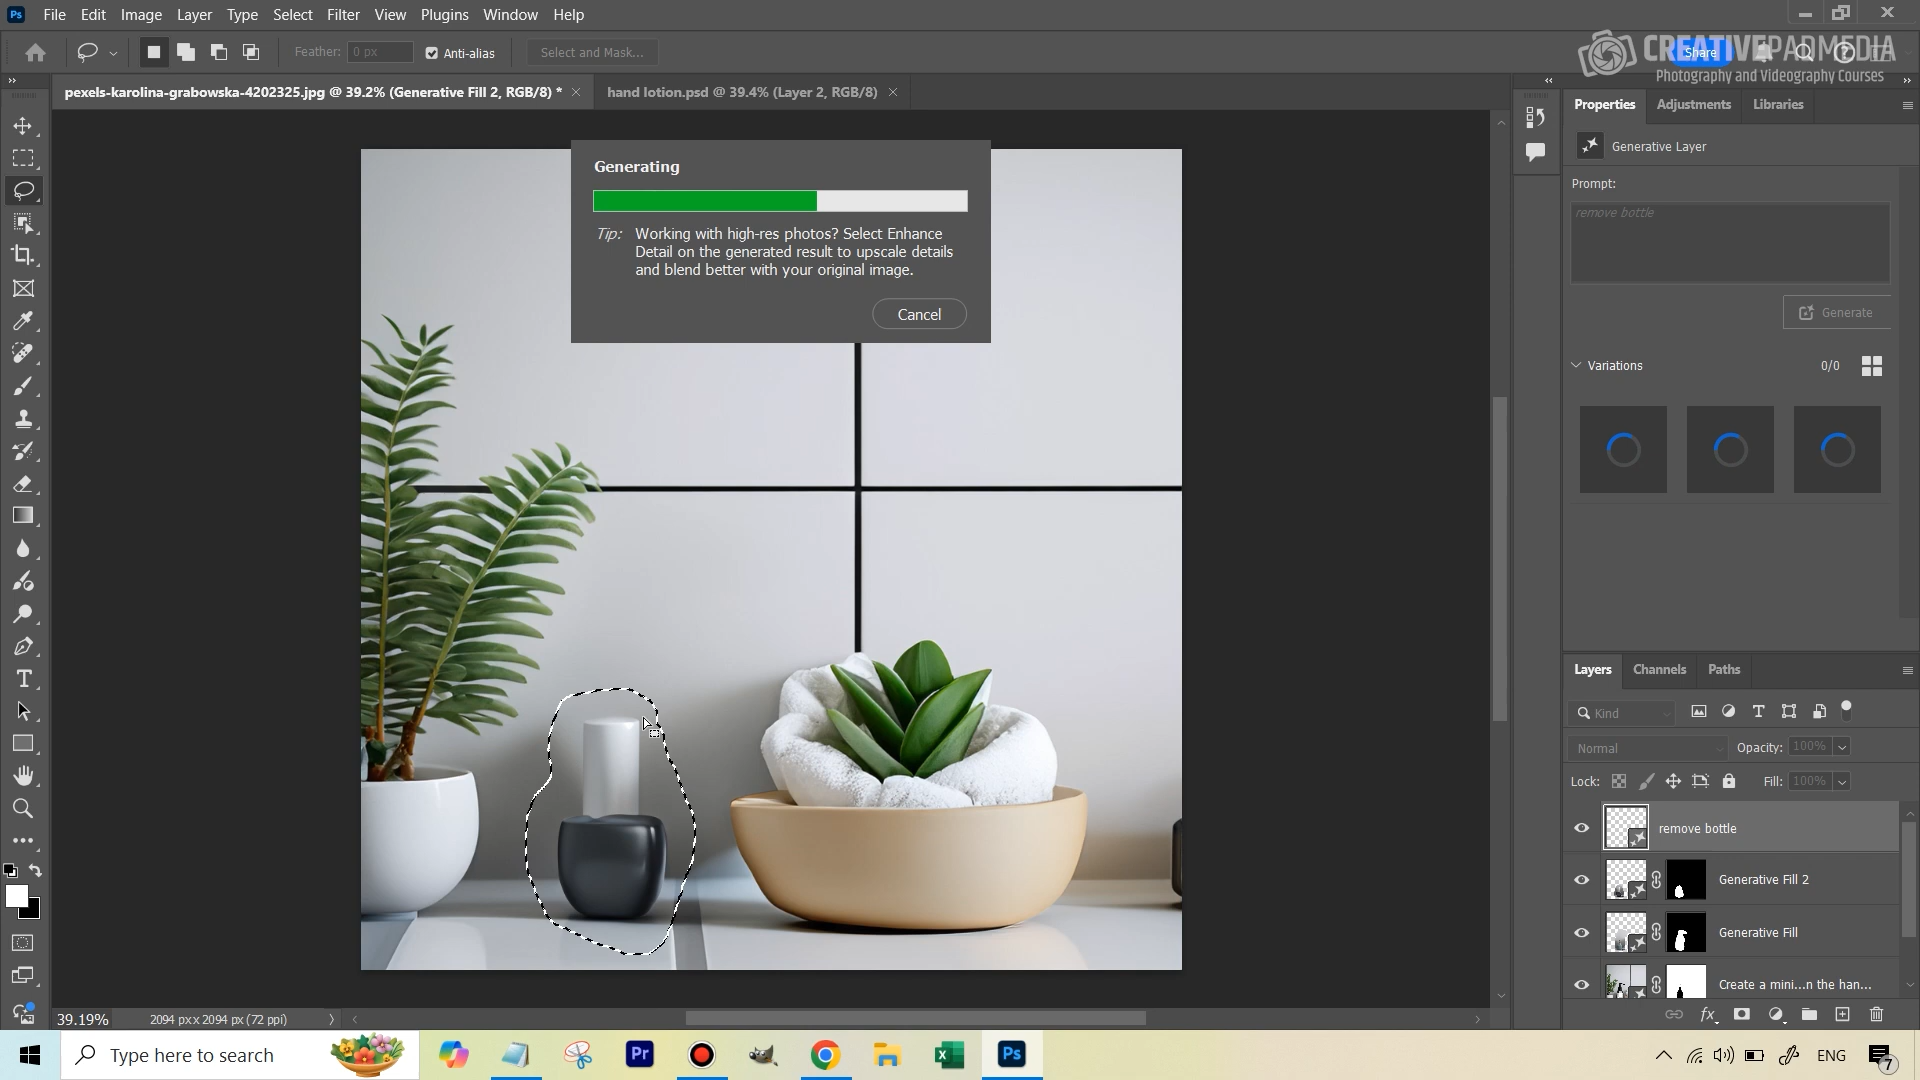 Ps File Edit Image Layer Type Select Filter View Plugins Window Help
Feather: 0 px Anti-alias Select and Mask...
Share
CREATIVEPADMEDIA
Photography and Videography Courses
pexels-karolina-grabowska-4202325.jpg @ 39.2% (Generative Fill 2, RGB/8) *
hand lotion.psd @ 39.4% (Layer 2, RGB/8)
Properties Adjustments Libraries
Generative Layer
Prompt:
remove bottle
Generate
Variations 0/0
Generating
Tip: Working with high-res photos? Select Enhance
Detail on the generated result to upscale details
and blend better with your original image.
Cancel
Layers Channels Paths
Kind
Normal Opacity: 100%
Lock: Fill: 100%
remove bottle
Generative Fill 2
Generative Fill
Create a mini...n the han...
fx
39.19% 2094 px x 2094 px (72 ppi)
Type here to search
Pr
Ps
ENG
7